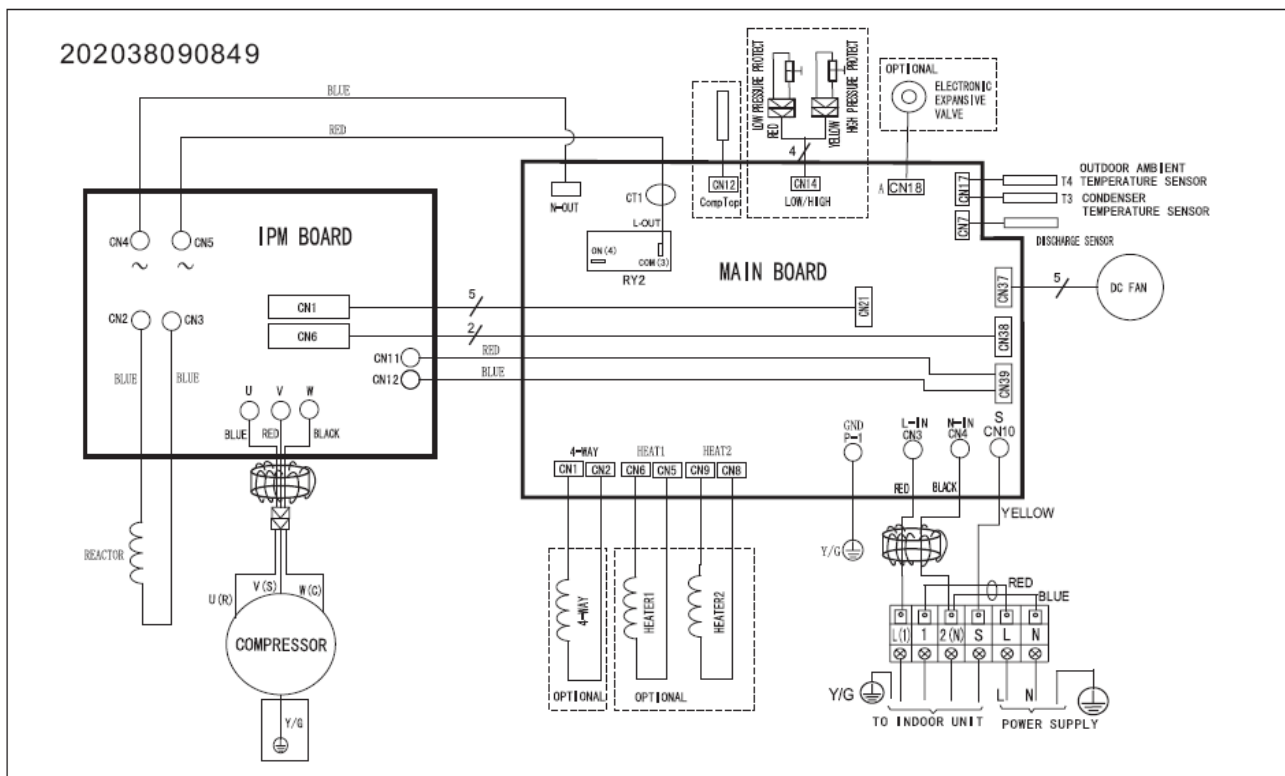 202038090849
BLUE
RED
LOW PRESSURE PROTECT
HIGH PRESSURE PROTECT
RED
YELLOW
4
OPTIONAL
ELECTRONIC
EXPANSIVE
VALVE
CN12
CompTop
CN14
LOW/HIGH
A CN18
CN17
T4
OUTDOOR AMBIENT
TEMPERATURE SENSOR
T3
CONDENSER
TEMPERATURE SENSOR
CN7
DISCHARGE SENSOR
N-OUT
CT1
L-OUT
ON(4)
COM(3)
RY2
MAIN BOARD
IPM BOARD
CN4
CN5
~
~
CN1
5
CN21
CN37
5
DC FAN
CN2
CN3
CN6
2
CN38
CN11
RED
CN12
BLUE
CN39
BLUE
BLUE
U
V
W
BLUE
RED
BLACK
4-WAY
CN1
CN2
HEAT1
CN6
CN5
HEAT2
CN9
CN8
GND
P-1
L-IN
CN3
N-IN
CN4
S
CN10
RED
BLACK
YELLOW
REACTOR
U(R)
V(S)
W(C)
COMPRESSOR
Y/G
4-WAY
OPTIONAL
HEATER1
HEATER2
OPTIONAL
Y/G
RED
BLUE
L(1)
1
2(N)
S
L
N
Y/G
L
N
TO INDOOR UNIT
POWER SUPPLY